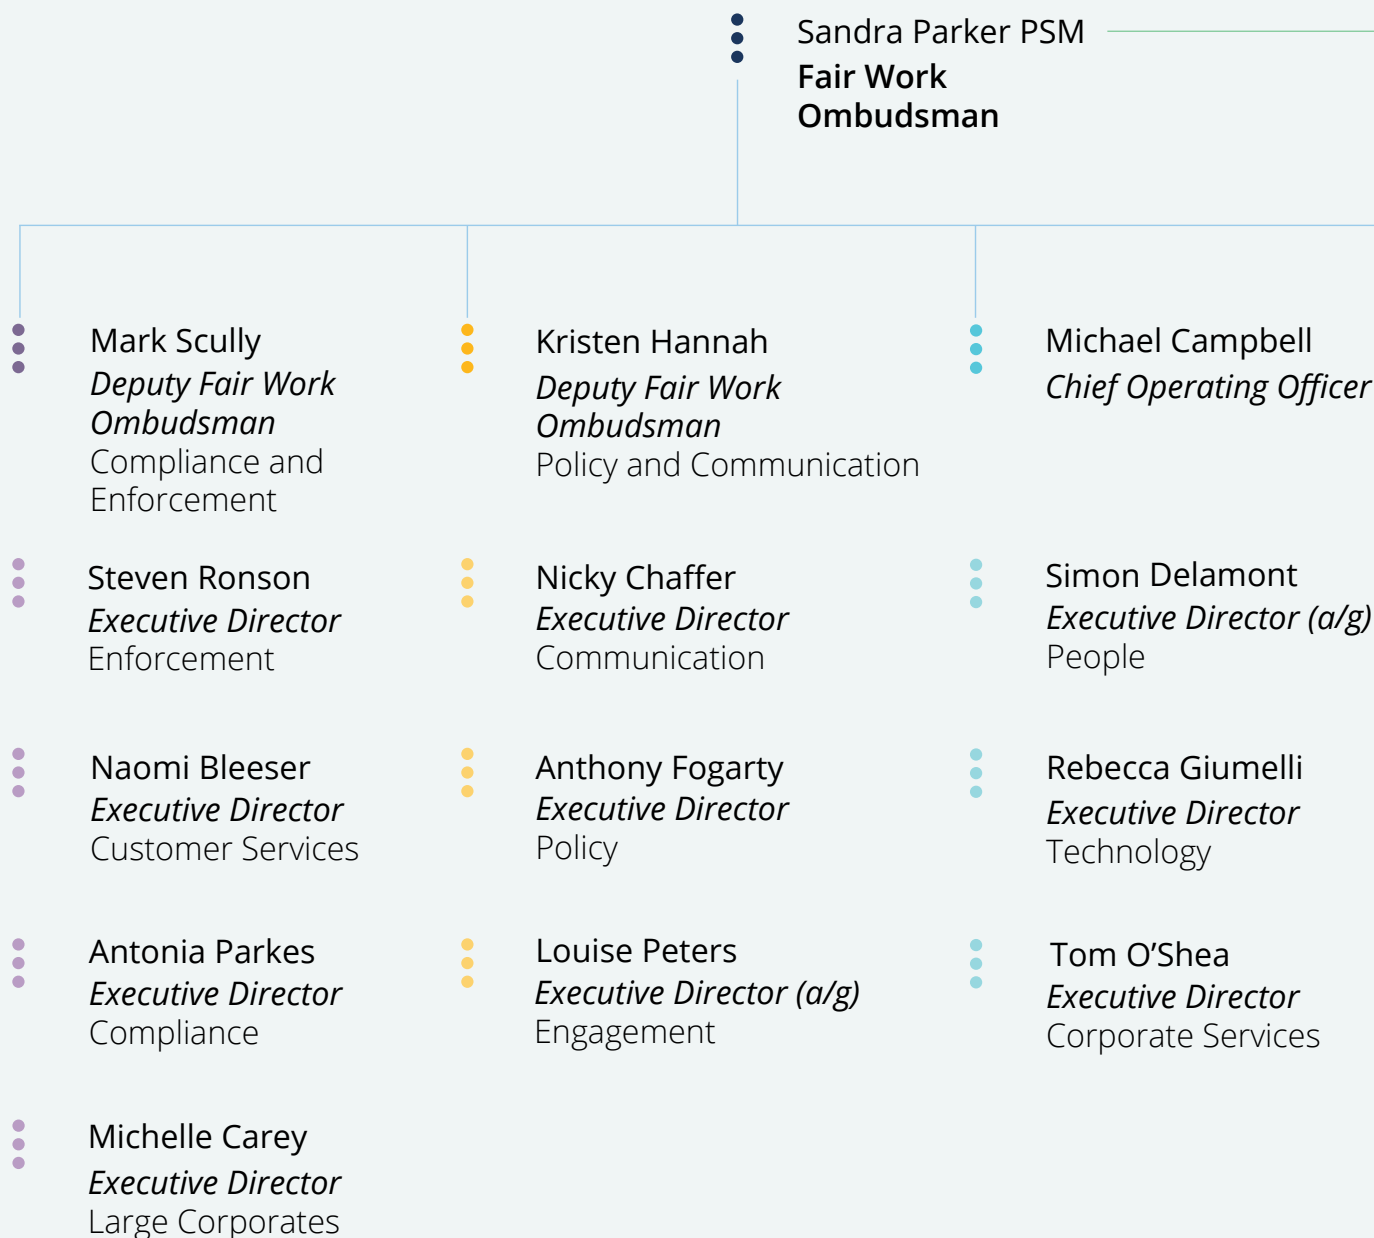 Sandra Parker PSM
Fair Work
Ombudsman
Mark Scully
Deputy Fair Work
Ombudsman
Compliance and
Enforcement
Steven Ronson
Executive Director
Enforcement
Naomi Bleeser
Executive Director
Customer Services
Antonia Parkes
Executive Director
Compliance
Michelle Carey
Executive Director
Large Corporates
Kristen Hannah
Deputy Fair Work
Ombudsman
Policy and Communication
Nicky Chaffer
Executive Director
Communication
Anthony Fogarty
Executive Director
Policy
Louise Peters
Executive Director (a/g)
Engagement
Michael Campbell
Chief Operating Officer
Simon Delamont
Executive Director (a/g)
People
Rebecca Giumelli
Executive Director
Technology
Tom O’Shea
Executive Director
Corporate Services